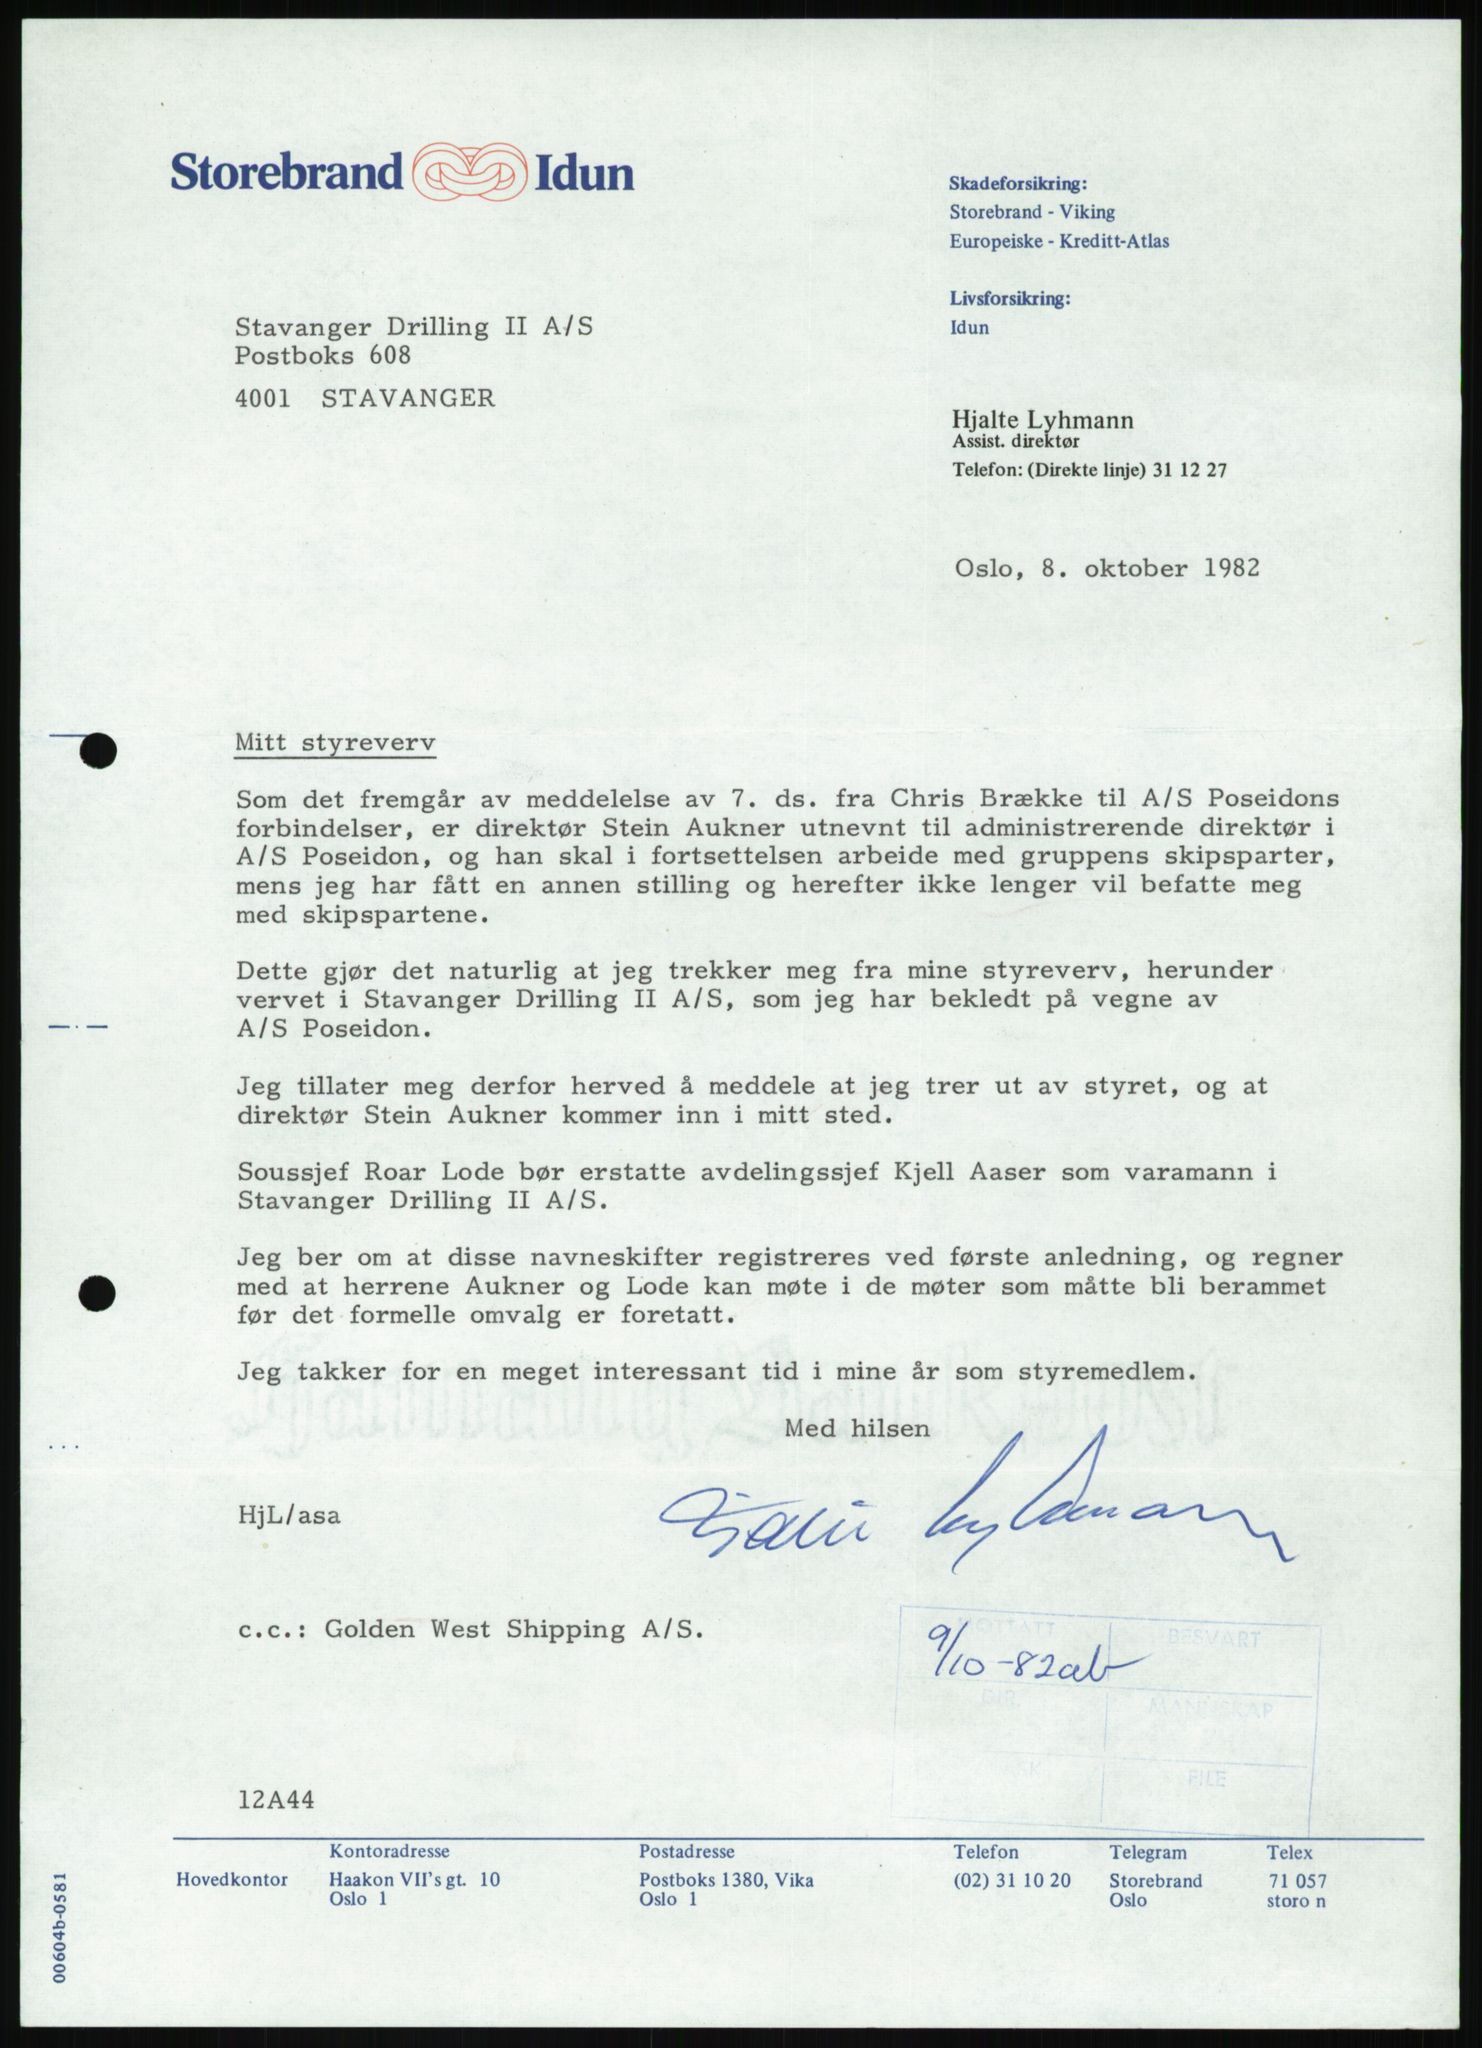 Storebrand Idun
Skadeforsikring:
Storebrand - Viking
Europeiske - Kreditt-Atlas
Livsforsikring:
Idun
Stavanger Drilling II A/S
Postboks 608
4001 STAVANGER
Hjalte Lyhmann
Assist. direktør
Telefon: (Direkte linje) 31 12 27
Oslo, 8. oktober 1982
Mitt styreverv
Som det fremgår av meddelelse av 7. ds. fra Chris Brække til A/S Poseidons
forbindelser, er direktør Stein Aukner utnevnt til administrerende direktør i
A/S Poseidon, og han skal i fortsettelsen arbeide med gruppens skipsparter,
mens jeg har fått en annen stilling og herefter ikke lenger vil befatte meg
med skipspartene.
Dette gjør det naturlig at jeg trekker meg fra mine styreverv, herunder
vervet i Stavanger Drilling II A/S, som jeg har bekledt på vegne av
A/S Poseidon.
Jeg tillater meg derfor herved å meddele at jeg trer ut av styret, og at
direktør Stein Aukner kommer inn i mitt sted.
Soussjef Roar Lode bør erstatte avdelingssjef Kjell Aaser som varamann i
Stavanger Drilling II A/S.
Jeg ber om at disse navneskifter registreres ved første anledning, og regner
med at herrene Aukner og Lode kan møte i de møter som måtte bli berammet
før det formelle omvalg er foretatt.
Jeg takker for en meget interessant tid i mine år som styremedlem.
Med hilsen
Hjalte Lyhmann
HjL/asa
c.c.: Golden West Shipping A/S.
MOTTATT BESVART
9/10-82 ab
DIR. MANNSKAP
FILE
12A44
Kontoradresse Postadresse Telefon Telegram Telex
Hovedkontor Haakon VII's gt. 10 Postboks 1380, Vika (02) 31 10 20 Storebrand 71 057
Oslo 1 Oslo 1 Oslo storo n
00604b-0581